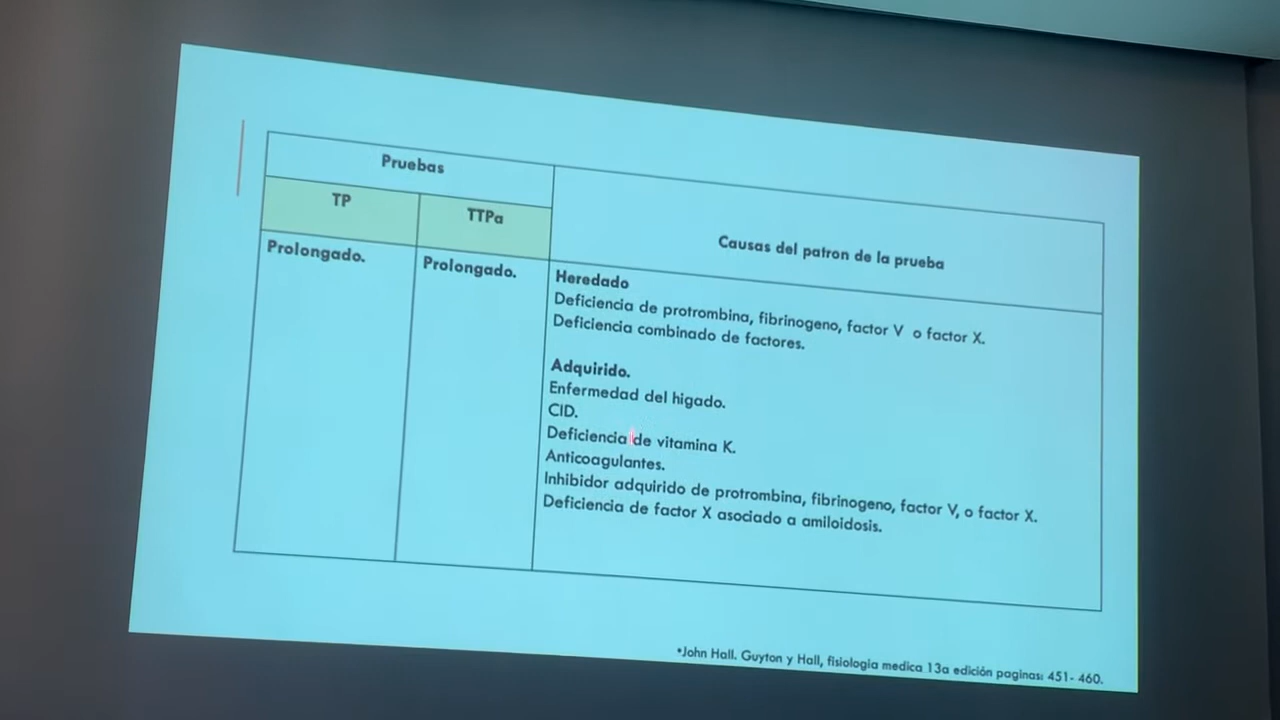 Pruebas
TP
TTPa
Causas del patron de la prueba
Prolongado.
Prolongado.
Heredado
Deficiencia de protrombina, fibrinogeno, factor V o factor X.
Deficiencia combinado de factores.
Adquirido.
Enfermedad del higado.
CID.
Deficiencia de vitamina K.
Anticoagulantes.
Inhibidor adquirido de protrombina, fibrinogeno, factor V, o factor X.
Deficiencia de factor X asociado a amiloidosis.
*John Hall. Guyton y Hall, fisiologia medica 13a edición paginas: 451- 460.